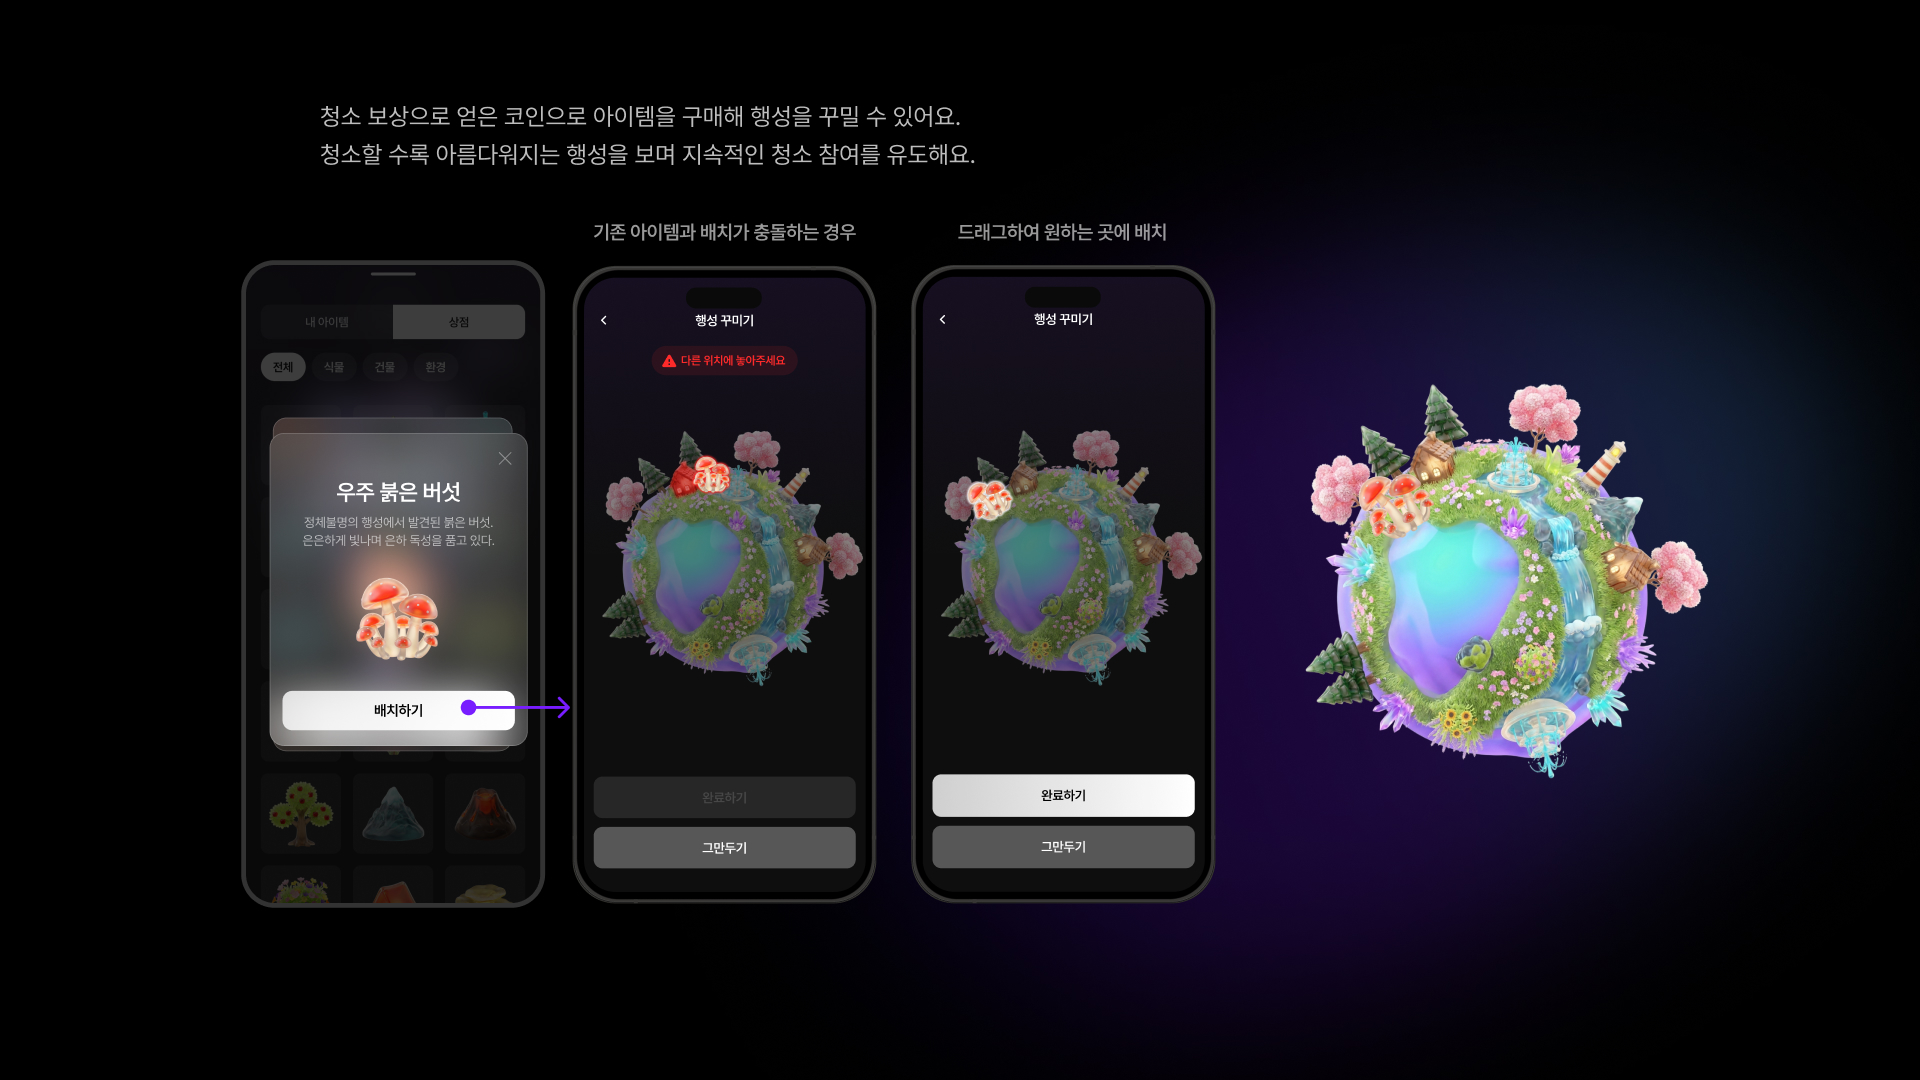 청소 보상으로 얻은 코인으로 아이템을 구매해 행성을 꾸밀 수 있어요.
청소할 수록 아름다워지는 행성을 보며 지속적인 청소 참여를 유도해요.
내 아이템
상점
전체
식물
건물
환경
우주 붉은 버섯
정체불명의 행성에서 발견된 붉은 버섯.
은은하게 빛나며 은하 독성을 품고 있다.
배치하기
기존 아이템과 배치가 충돌하는 경우
행성 꾸미기
다른 위치에 놓아주세요
완료하기
그만두기
드래그하여 원하는 곳에 배치
행성 꾸미기
완료하기
그만두기